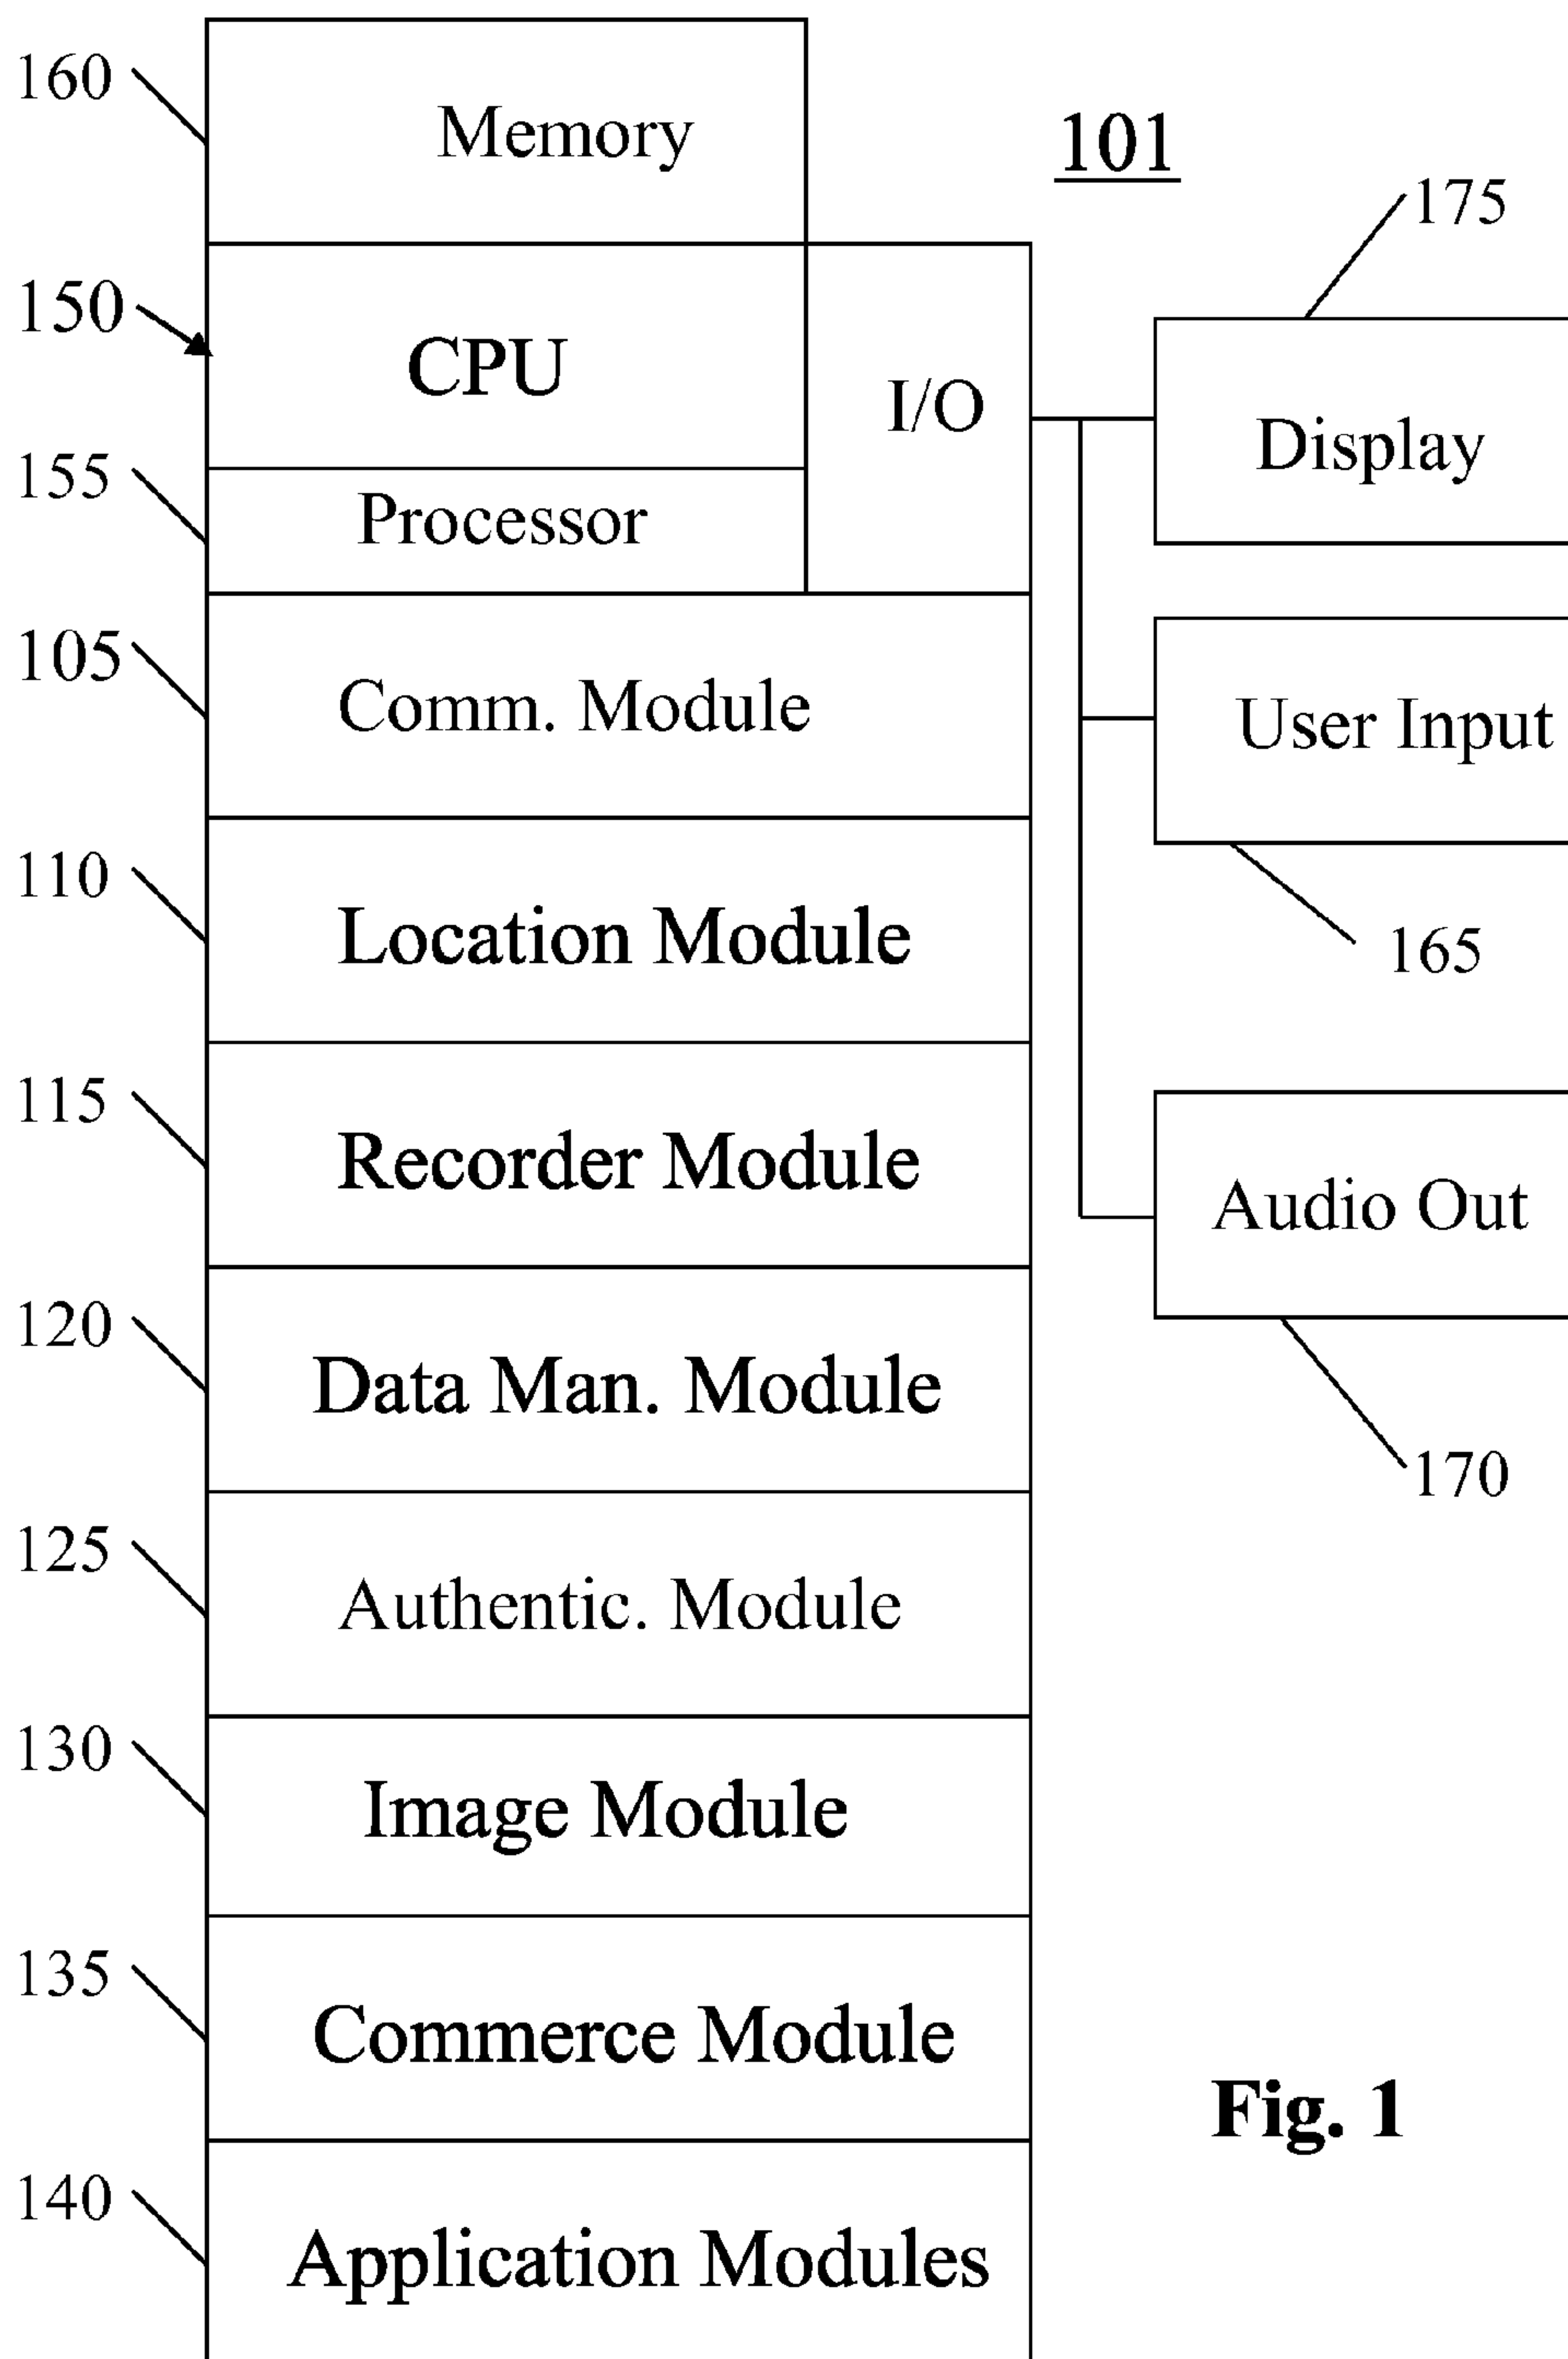 160
Memory
101
175
150
CPU
I/O
Display
155
Processor
105
Comm. Module
User Input
110
Location Module
165
115
Recorder Module
Audio Out
120
Data Man. Module
170
125
Authentic. Module
130
Image Module
135
Commerce Module
Fig. 1
140
Application Modules